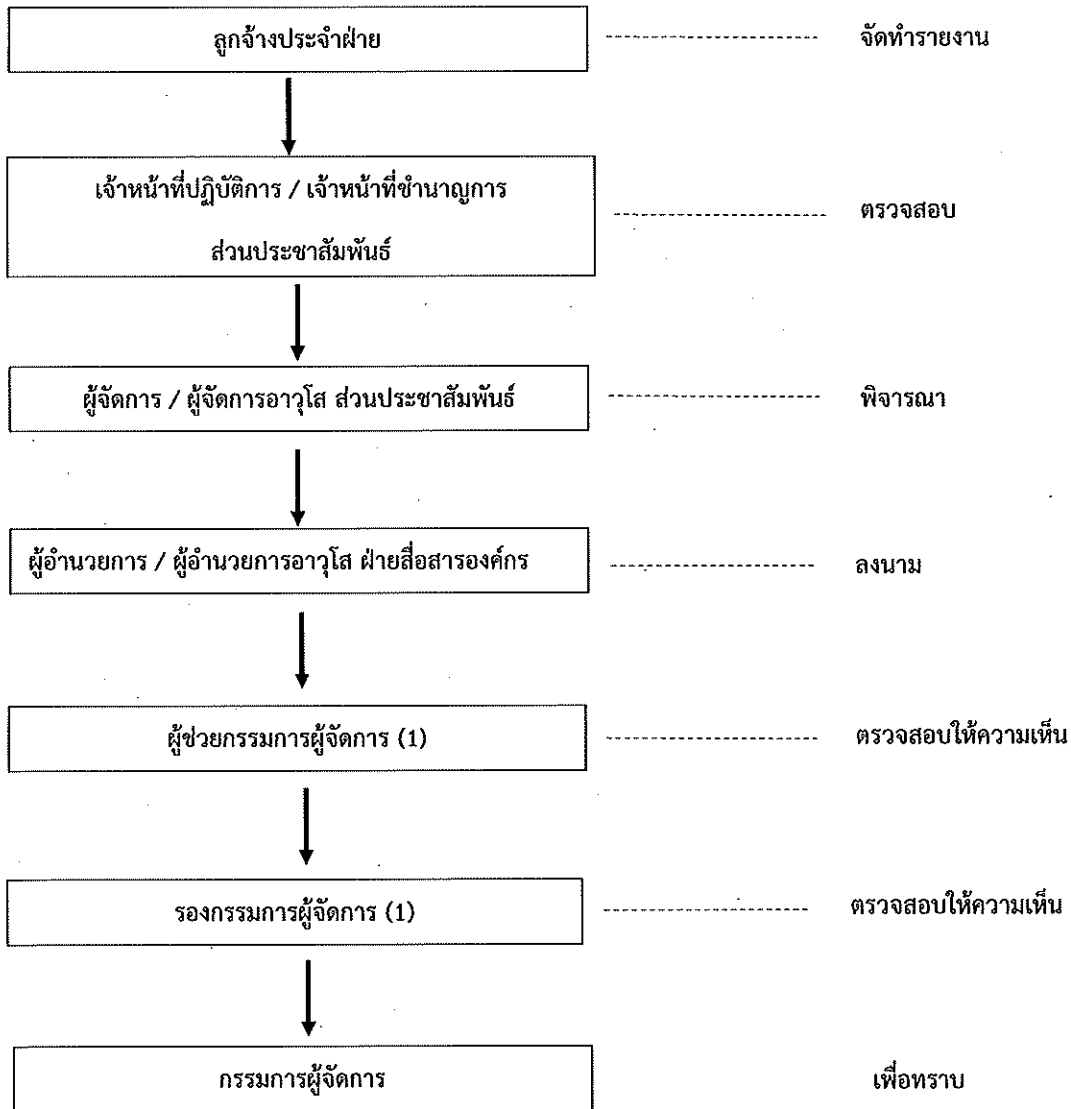 ลูกจ้างประจำฝ่าย
จัดทำรายงาน
เจ้าหน้าที่ปฏิบัติการ / เจ้าหน้าที่ชำนาญการ
ส่วนประชาสัมพันธ์
ตรวจสอบ
ผู้จัดการ / ผู้จัดการอาวุโส ส่วนประชาสัมพันธ์
พิจารณา
ผู้อำนวยการ / ผู้อำนวยการอาวุโส ฝ่ายสื่อสารองค์กร
ลงนาม
ผู้ช่วยกรรมการผู้จัดการ (1)
ตรวจสอบให้ความเห็น
รองกรรมการผู้จัดการ (1)
ตรวจสอบให้ความเห็น
กรรมการผู้จัดการ
เพื่อทราบ